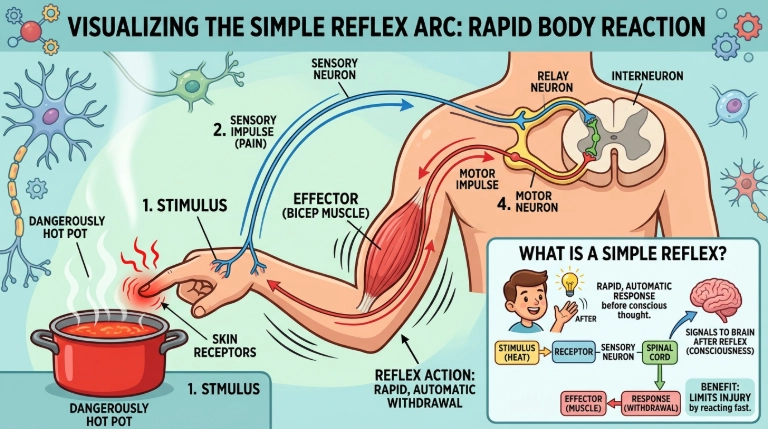 VISUALIZING THE SIMPLE REFLEX ARC: RAPID BODY REACTION
SENSORY
NEURON
RELAY
NEURON
INTERNEURON
2. SENSORY
IMPULSE
(PAIN)
MOTOR
IMPULSE
4. MOTOR
NEURON
1. STIMULUS
EFFECTOR
(BICEP MUSCLE)
DANGEROUSLY
HOT POT
SKIN
RECEPTORS
REFLEX ACTION:
RAPID, AUTOMATIC
WITHDRAWAL
1. STMULUS
DANGEROUSLY
HOT POT
WHAT IS A SIMPLE REFLEX?
RAPID, AUTOMATIC
RESPONSE
before conscious
thought.
AFTER
SIGNALS TO BRAIN
AFTER REFLEX
(CONSCIOUSNESS)
STIMULUS
(HEAT)
RECEPTOR
SENSORY
NEURON
SPINAL
CORD
EFFECTOR
(MUSCLE)
RESPONSE
(WITHDRAWAL)
BENEFIT:
LIMITS INJURY
by reacting fast.